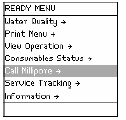 READY MENU
Water Quality →
Print Menu →
View Operation →
Consumables Status →
Call Millipore →
Service Tracking →
Information →